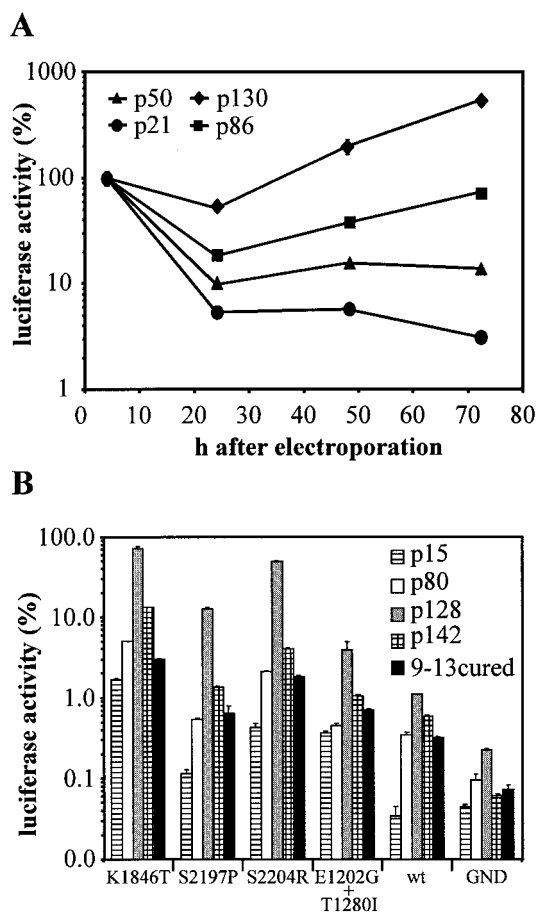 A
luciferase activity (%)
1000
100
10
1
p50 p130
p21 p86
0 10 20 30 40 50 60 70 80
h after electroporation
B
luciferase activity (%)
100.0
10.0
1.0
0.1
0.0
p15
p80
p128
p142
9-13cured
K1846T S2197P S2204R E1202G + T1280I wt GND